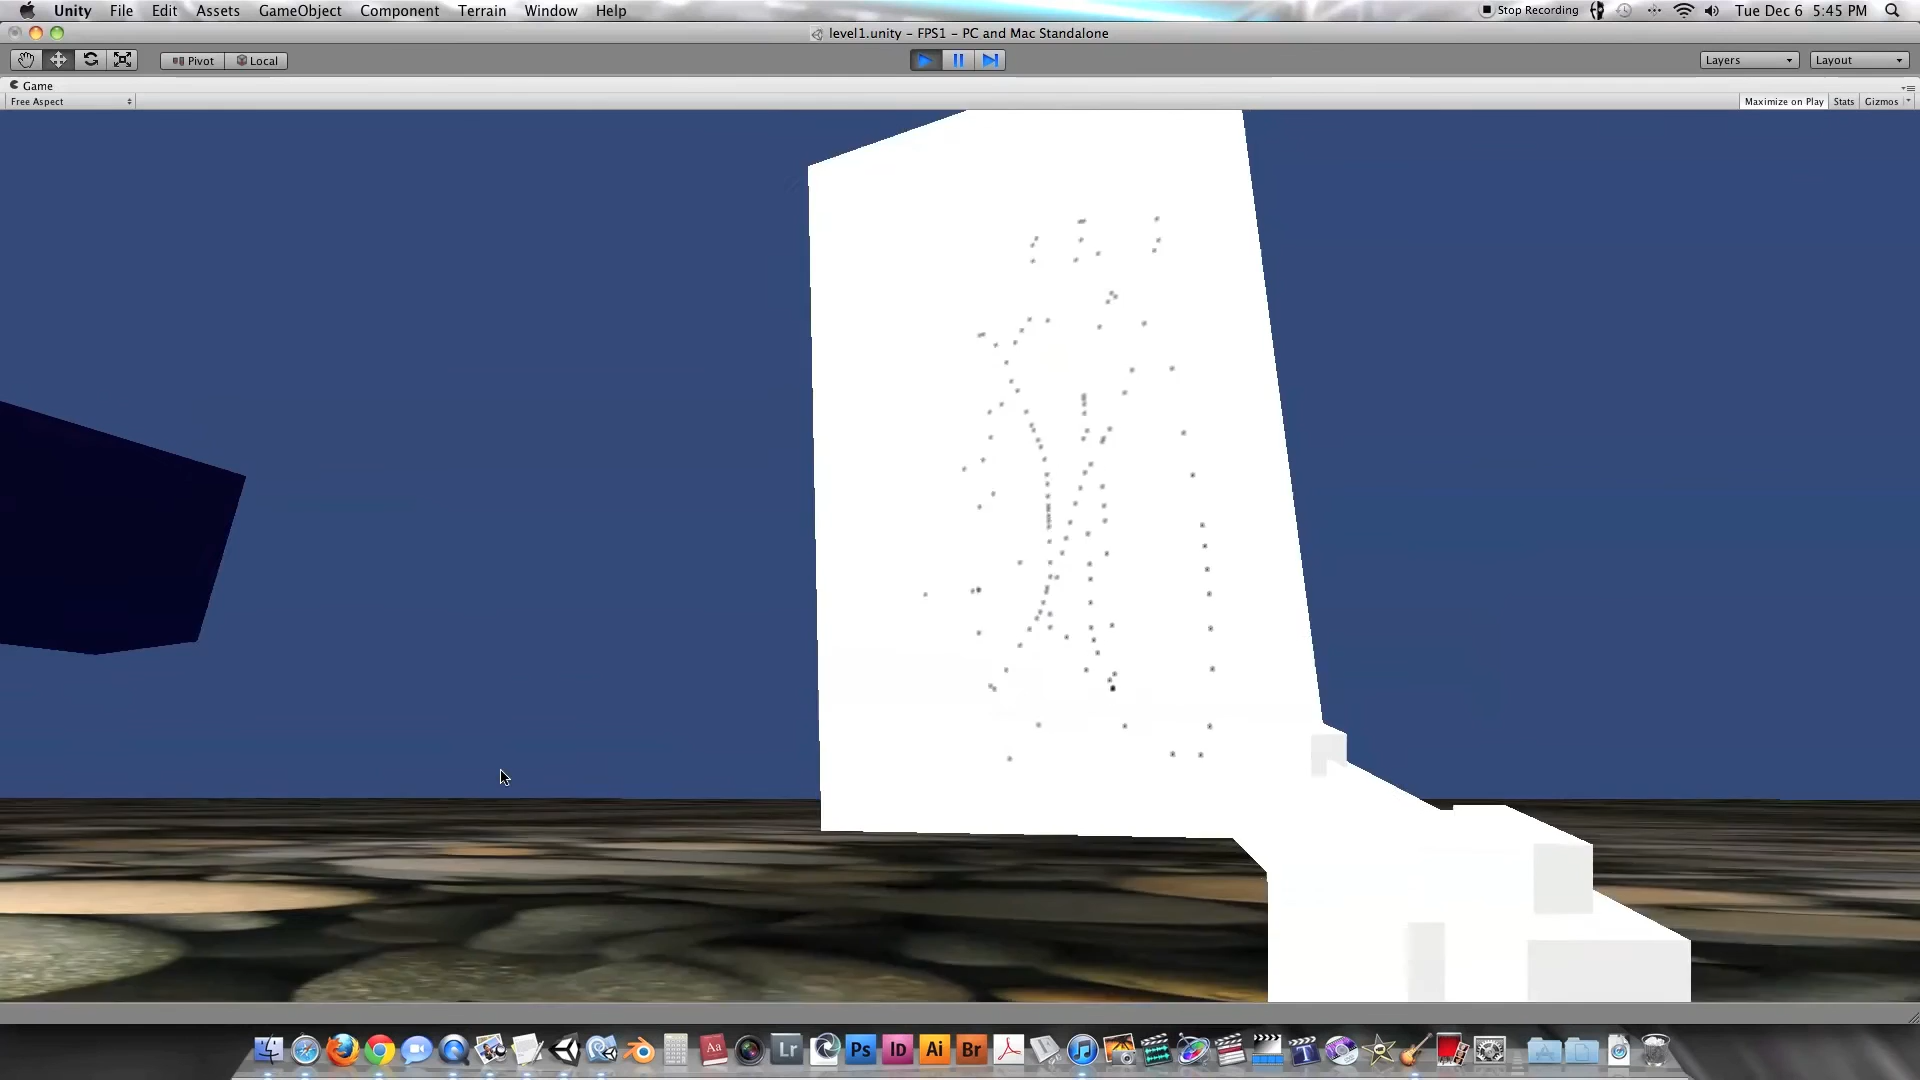 Unity File Edit Assets GameObject Component Terrain Window Help Stop Recording Tue Dec 6 5:45 PM
level1.unity – FPS1 – PC and Mac Standalone
Pivot Local Layers Layout
Game
Free Aspect Maximize on Play Stats Gizmos
Aa Lr Ps ID Ai Br T